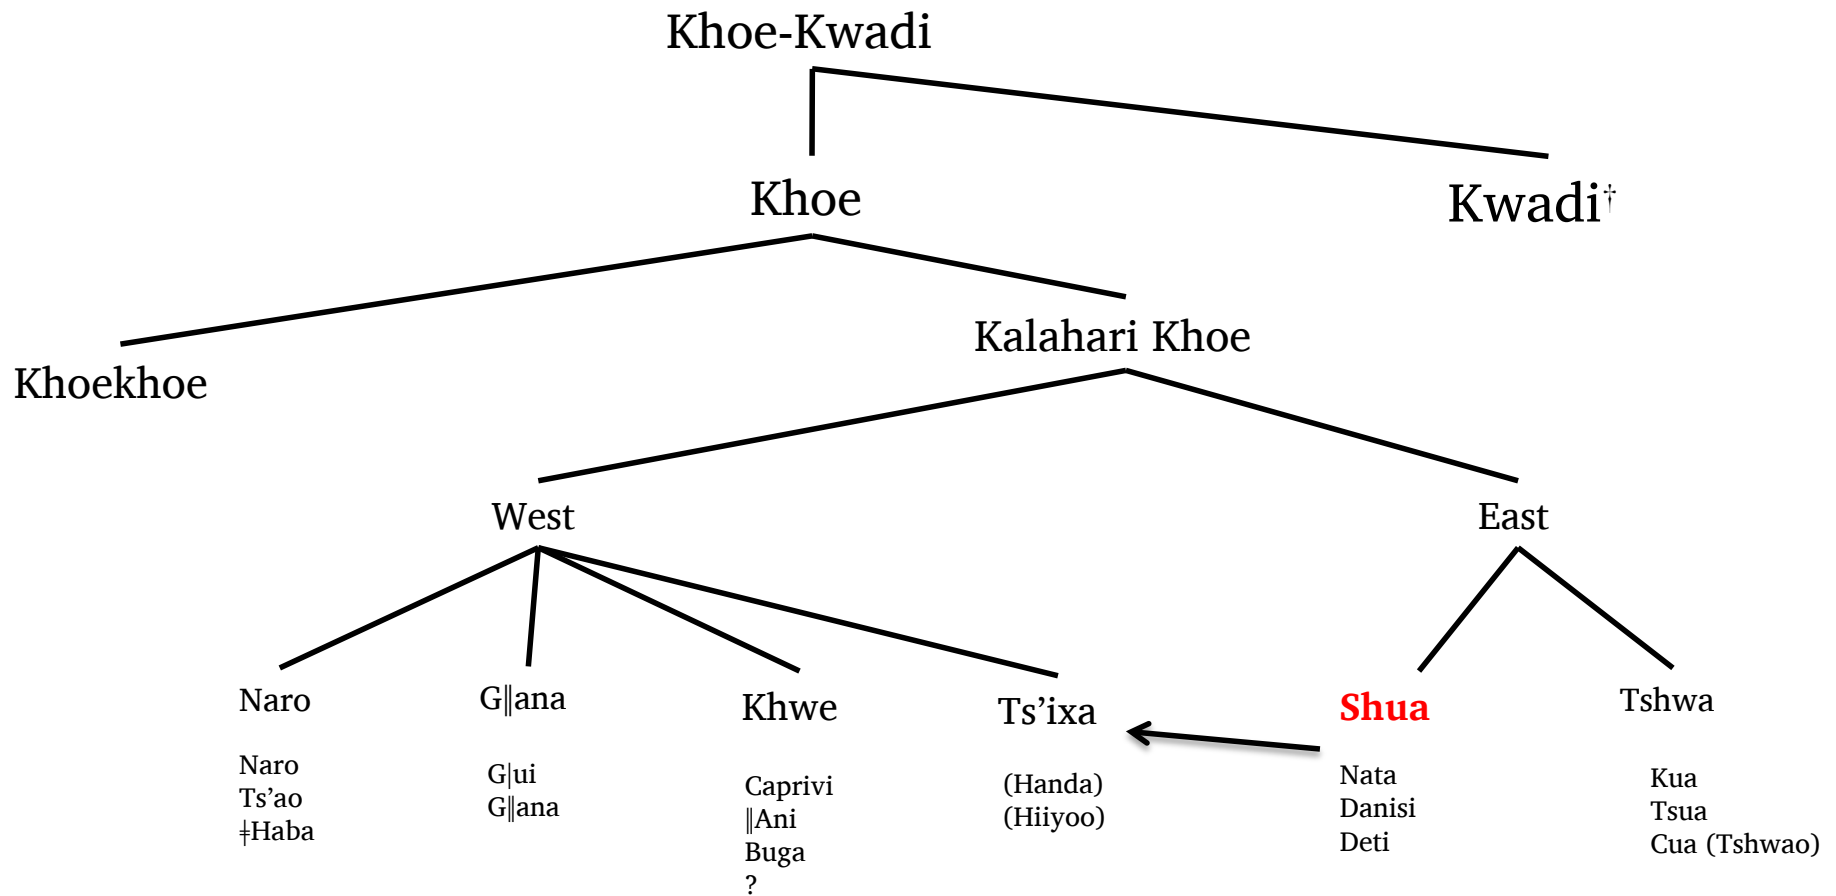 Khoe-Kwadi
Khoe
Kwadi†
Kalahari Khoe
Khoekhoe
West
East
Naro
G‖ana
Khwe
Ts’ixa
Shua
Tshwa
Naro
Ts’ao
ǂHaba
G|ui
G‖ana
Caprivi
‖Ani
Buga
?
(Handa)
(Hiiyoo)
Nata
Danisi
Deti
Kua
Tsua
Cua (Tshwao)